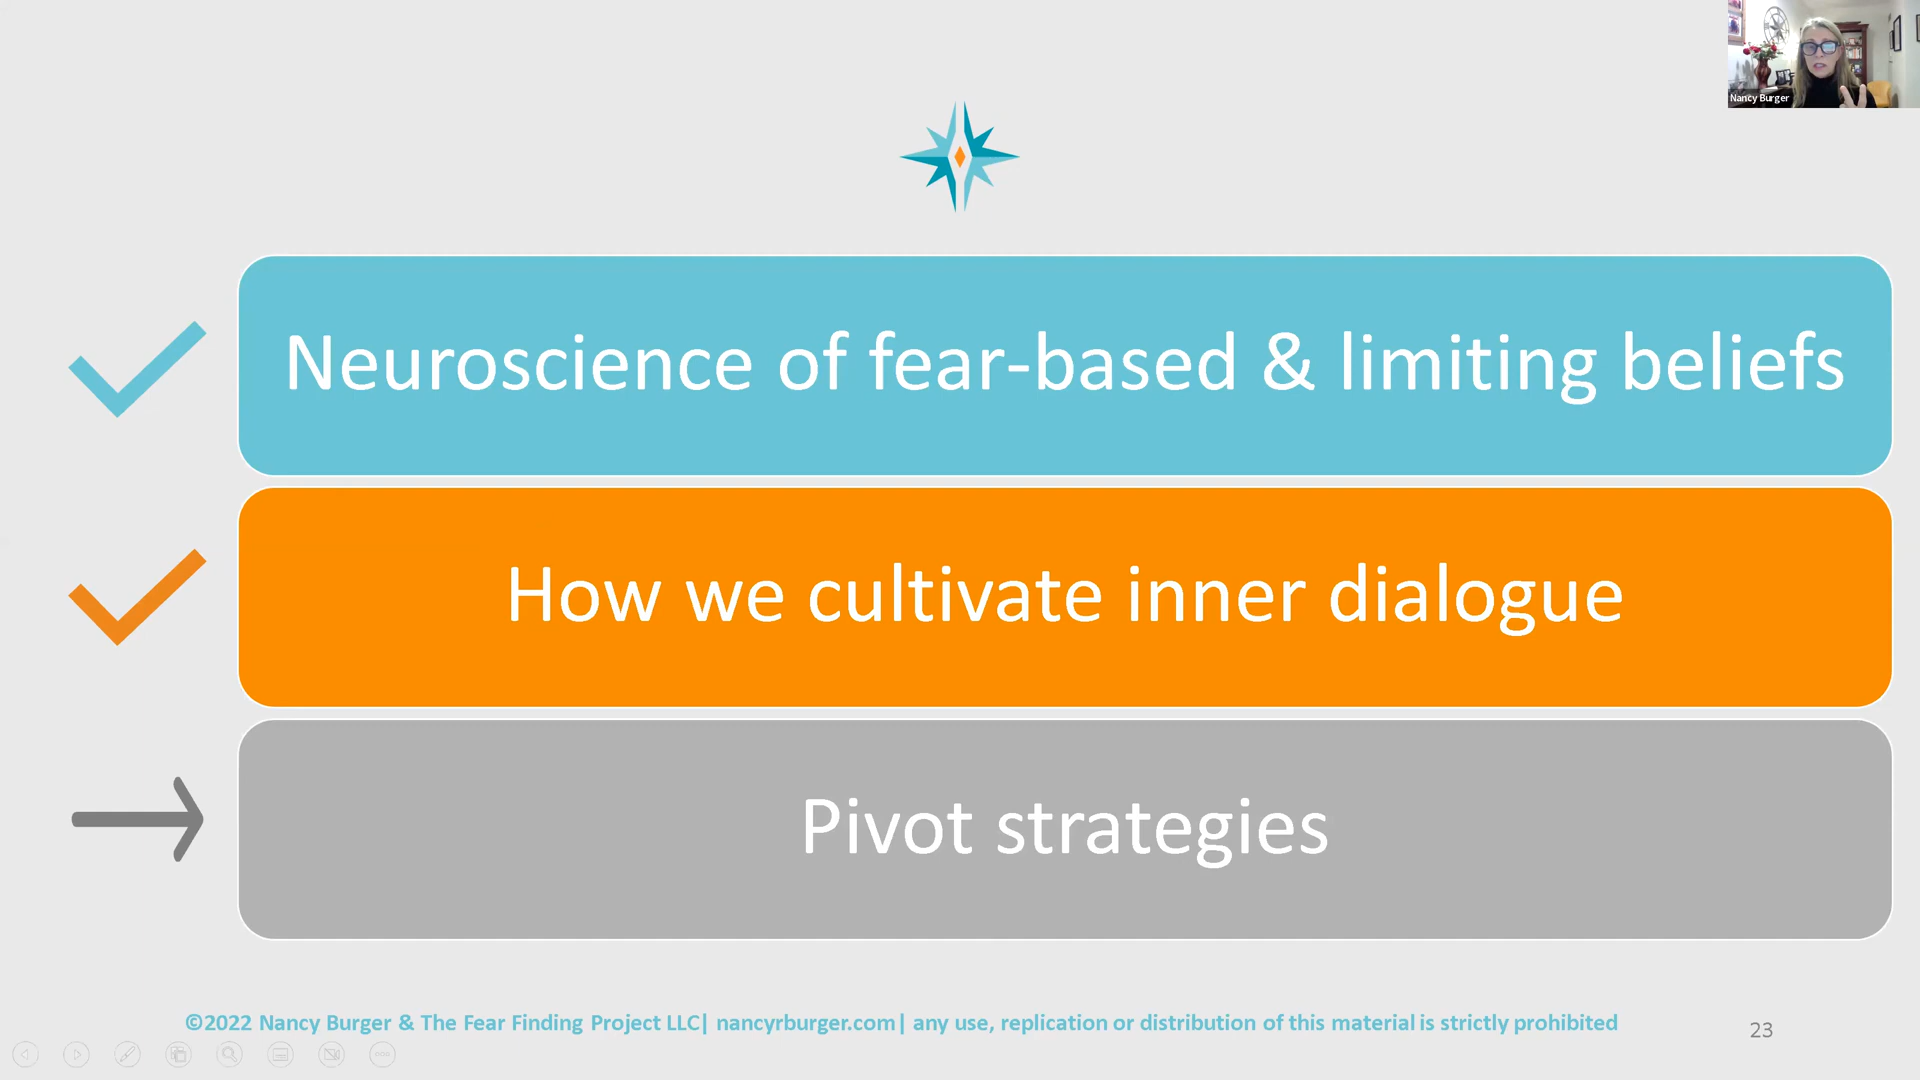 Nancy Burger
Neuroscience of fear-based & limiting beliefs
How we cultivate inner dialogue
Pivot strategies
©2022 Nancy Burger & The Fear Finding Project LLC| nancyrburger.com| any use, replication or distribution of this material is strictly prohibited
23